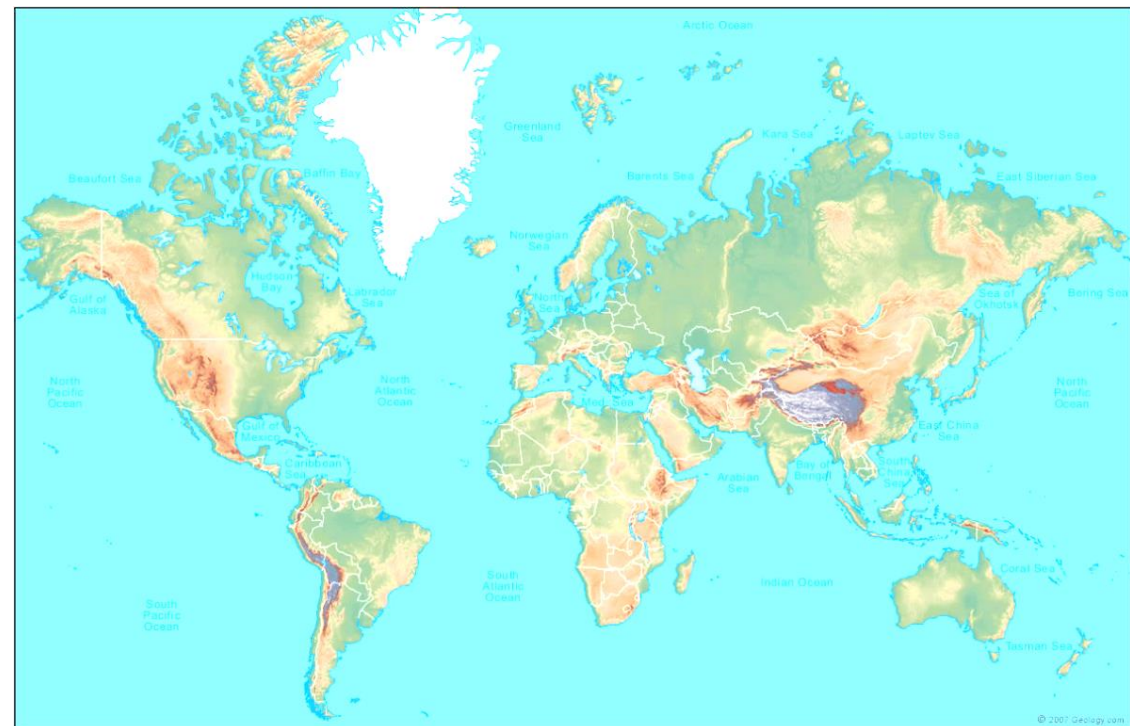 Arctic Ocean
Greenland
Sea
Kara Sea
Laptev Sea
Beaufort Sea
Baffin Bay
Barents Sea
East Siberian Sea
Norwegian
Sea
Hudson
Bay
Labrador
Sea
Gulf of
Alaska
North
Sea
Sea of
Okhotsk
Bering Sea
North
Pacific
Ocean
North
Atlantic
Ocean
Med. Sea
North
Pacific
Ocean
Gulf of
Mexico
East China
Sea
Caribbean
Sea
Arabian
Sea
Bay of
Bengal
South
China
Sea
South
Atlantic
Ocean
Indian Ocean
Coral Sea
South
Pacific
Ocean
Tasman Sea
© 2007 Geology.com